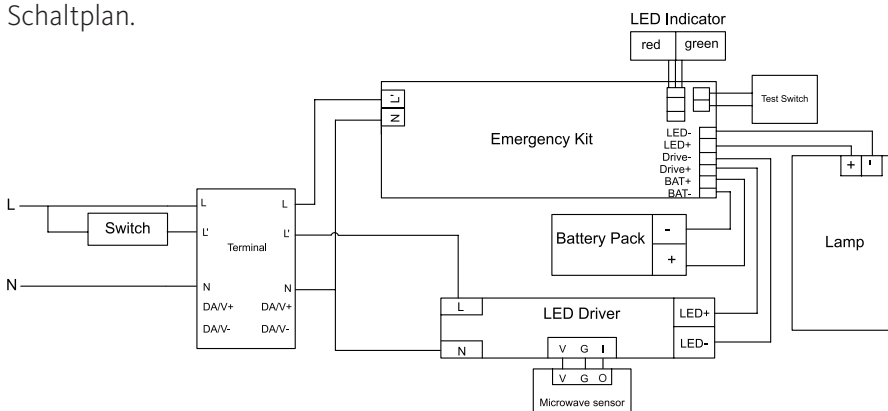 Schaltplan.
LED Indicator
red green
L'
N
Emergency Kit
Test Switch
LED-
LED+
Drive-
Drive+
BAT+
BAT-
+ -
Lamp
L
Switch
N
L L
L' L'
Terminal
N N
DA/V+ DA/V+
DA/V- DA/V-
Battery Pack
-
+
L
LED Driver
LED+
LED-
N
V G I
V G O
Microwave sensor